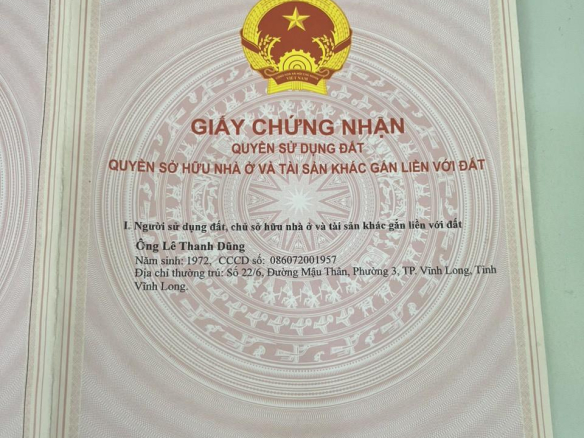 GIẤY CHỨNG NHẬN
QUYỀN SỬ DỤNG ĐẤT
QUYỀN SỞ HỮU NHÀ Ở VÀ TÀI SẢN KHÁC GẮN LIỀN VỚI ĐẤT
I. Người sử dụng đất, chủ sở hữu nhà ở và tài sản khác gắn liền với đất
Ông Lê Thanh Dũng
Năm sinh: 1972, CCCD số: 086072001957
Địa chỉ thường trú: Số 22/6, Đường Mậu Thân, Phường 3, TP. Vĩnh Long, Tỉnh
Vĩnh Long.